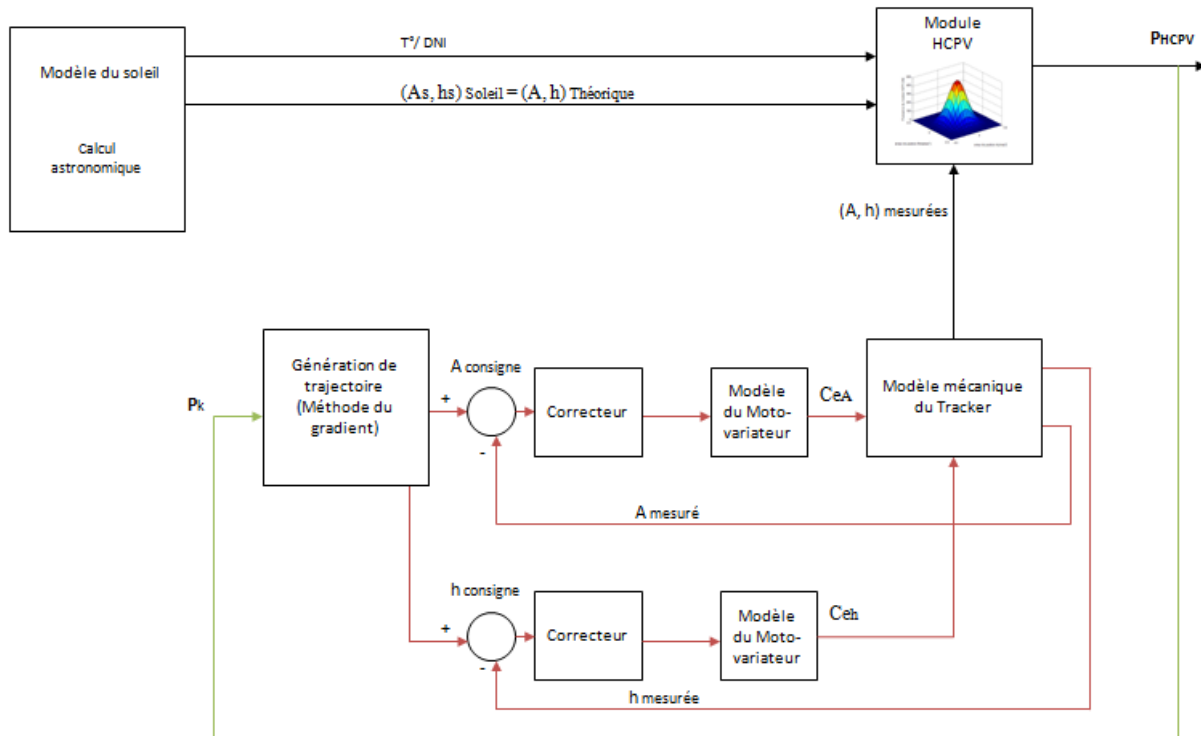 Modèle du soleil
Calcul
astronomique
T°/ DNI
(As, hs) Soleil = (A, h) Théorique
Module
HCPV
PHCPV
(A, h) mesurées
Pk
Génération de
trajectoire
(Méthode du
gradient)
A consigne
+
-
Correcteur
Modèle
du Moto-
variateur
CeA
Modèle mécanique
du Tracker
A mesuré
h consigne
+
-
Correcteur
Modèle
du Moto-
variateur
Ceh
h mesurée